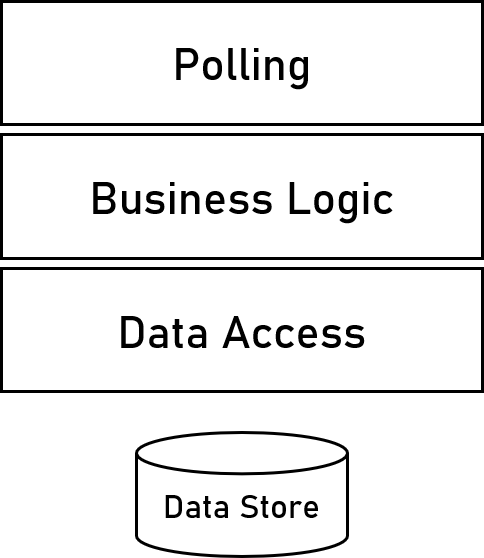 Polling
Business Logic
Data Access
Data Store